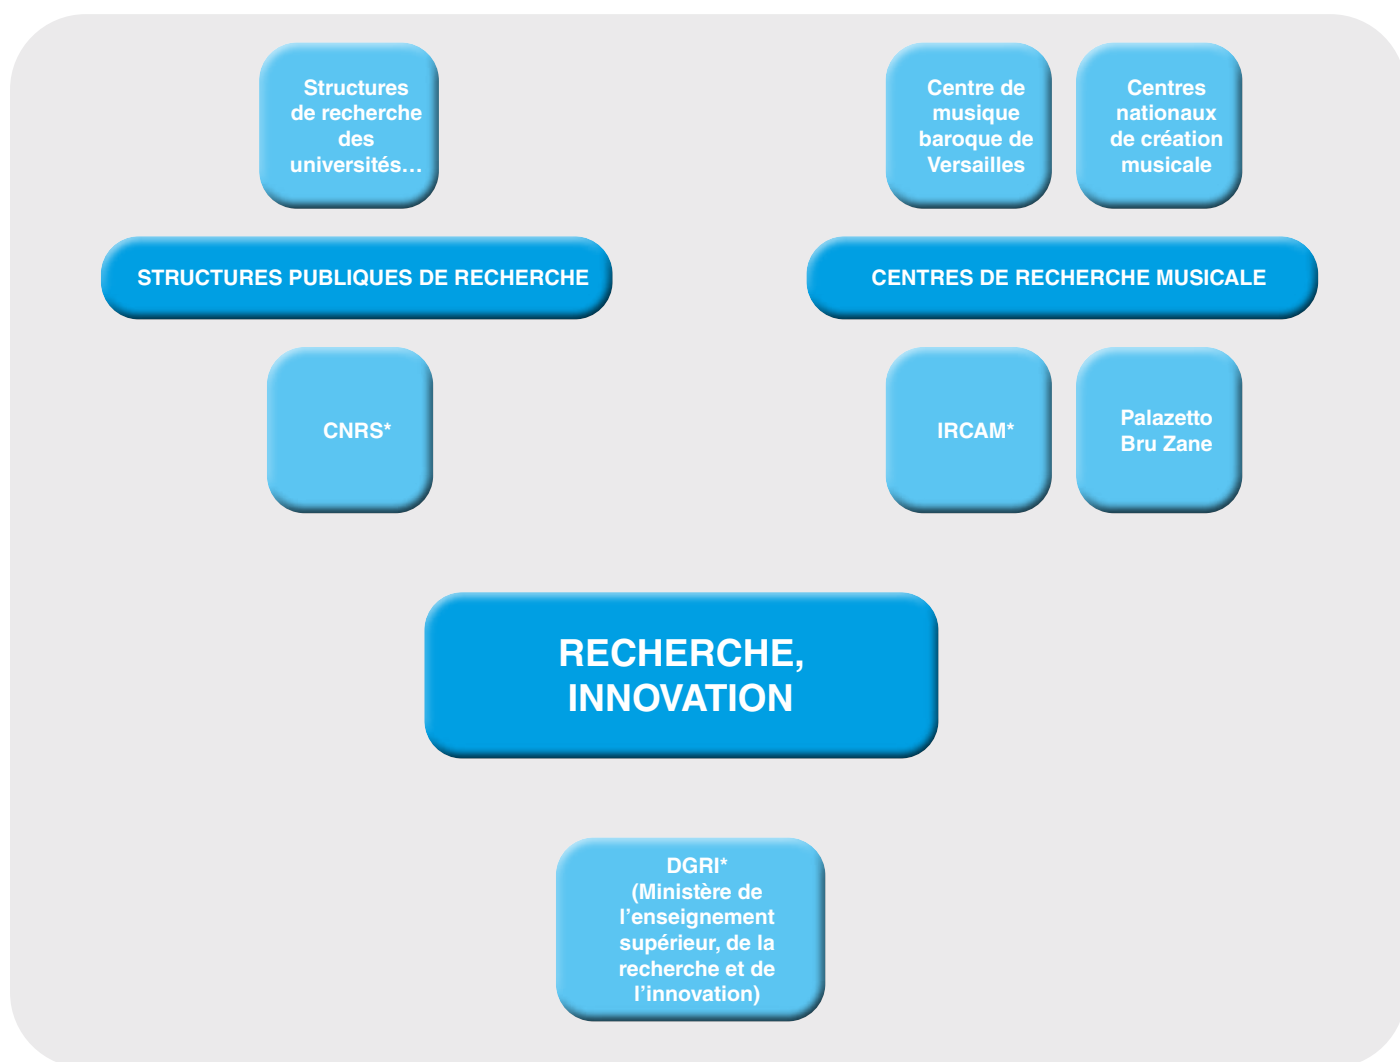 Structures
de recherche
des
universités…
Centre de
musique
baroque de
Versailles
Centres
nationaux
de création
musicale
STRUCTURES PUBLIQUES DE RECHERCHE
CENTRES DE RECHERCHE MUSICALE
CNRS*
IRCAM*
Palazetto
Bru Zane
RECHERCHE,
INNOVATION
DGRI*
(Ministère de
l’enseignement
supérieur, de la
recherche et de
l’innovation)